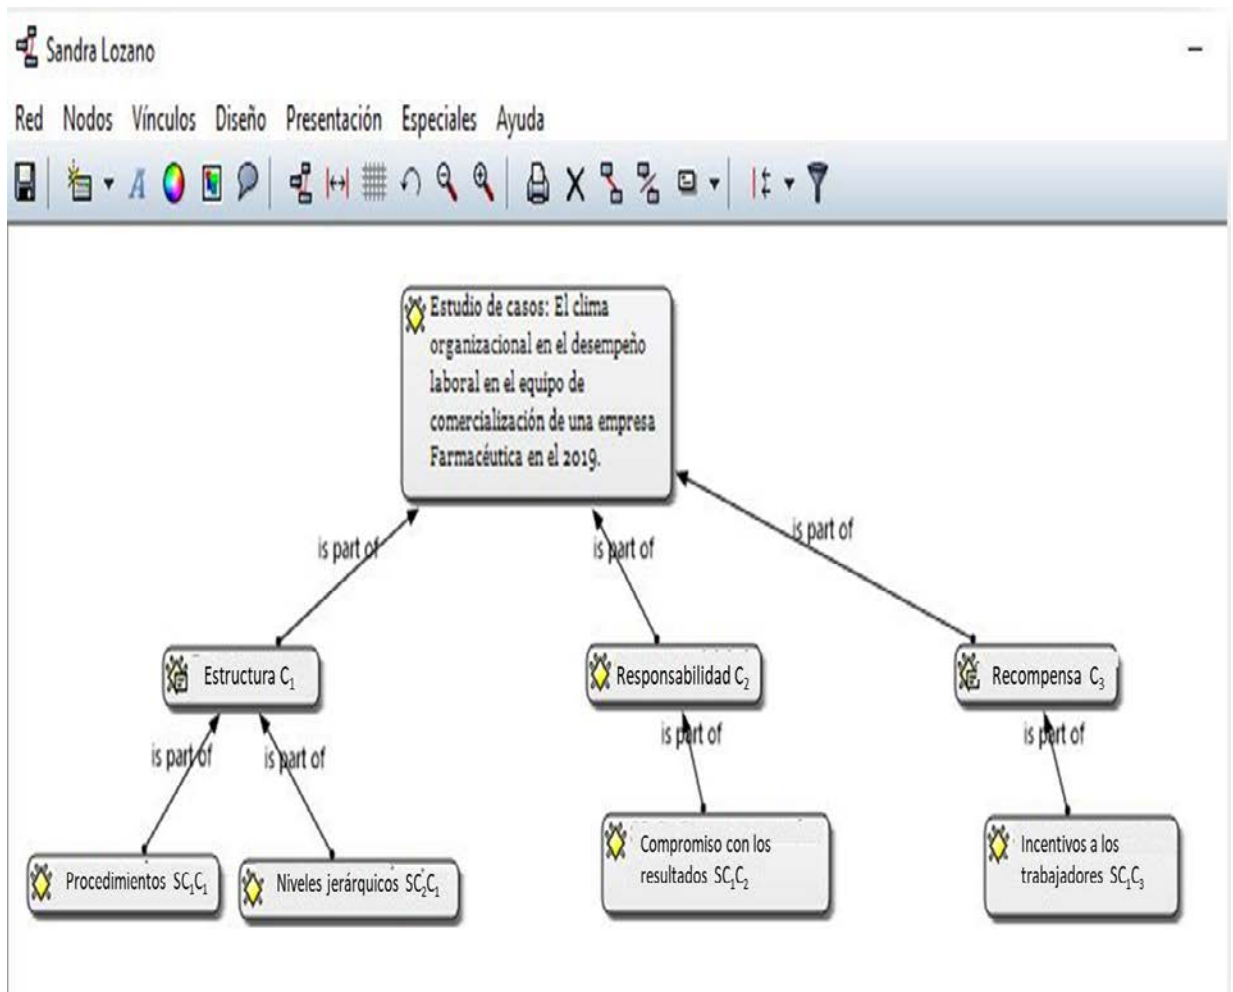 Sandra Lozano
Red Nodos Vínculos Diseño Presentación Especiales Ayuda
Estudio de casos: El clima
organizacional en el desempeño
laboral en el equipo de
comercialización de una empresa
Farmacéutica en el 2019.
is part of
is part of
is part of
Estructura C₁
Responsabilidad C₂
Recompensa C₃
is part of
is part of
is part of
is part of
Procedimientos SC₁C₁
Niveles jerárquicos SC₂C₁
Compromiso con los
resultados SC₁C₂
Incentivos a los
trabajadores SC₁C₃